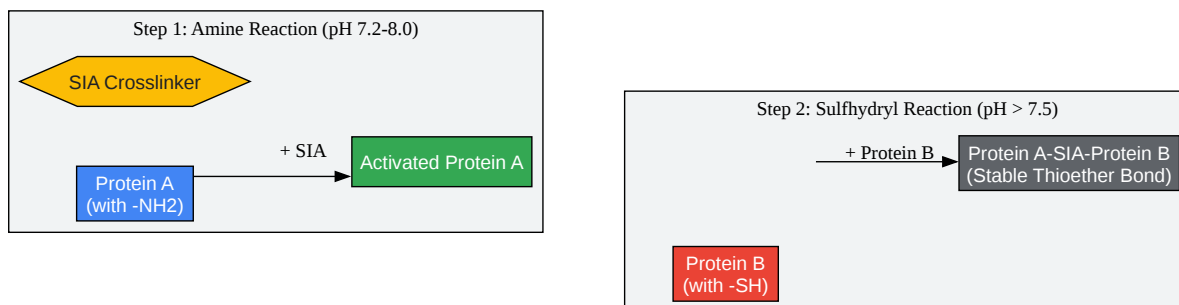 Step 1: Amine Reaction (pH 7.2-8.0)
SIA Crosslinker
+ SIA
Activated Protein A
Protein A
(with -NH2)
Step 2: Sulfhydryl Reaction (pH > 7.5)
+ Protein B
Protein A-SIA-Protein B
(Stable Thioether Bond)
Protein B
(with -SH)